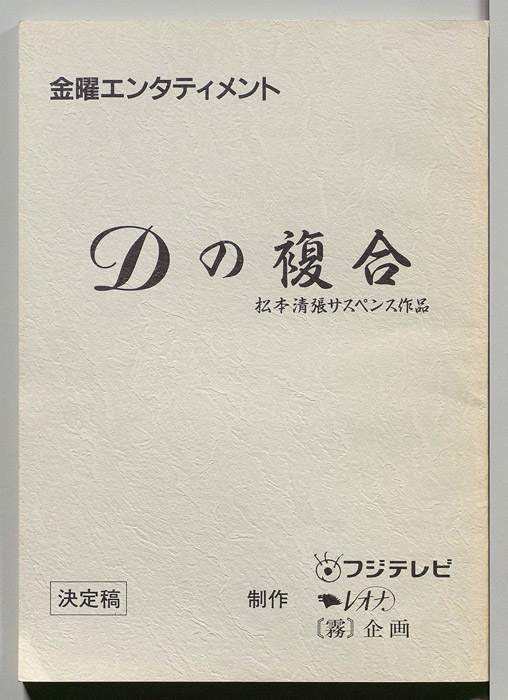 金曜エンタティメント
Dの複合
松本清張サスペンス作品
フジテレビ
決定稿 制作 レオナ
〔霧〕企画